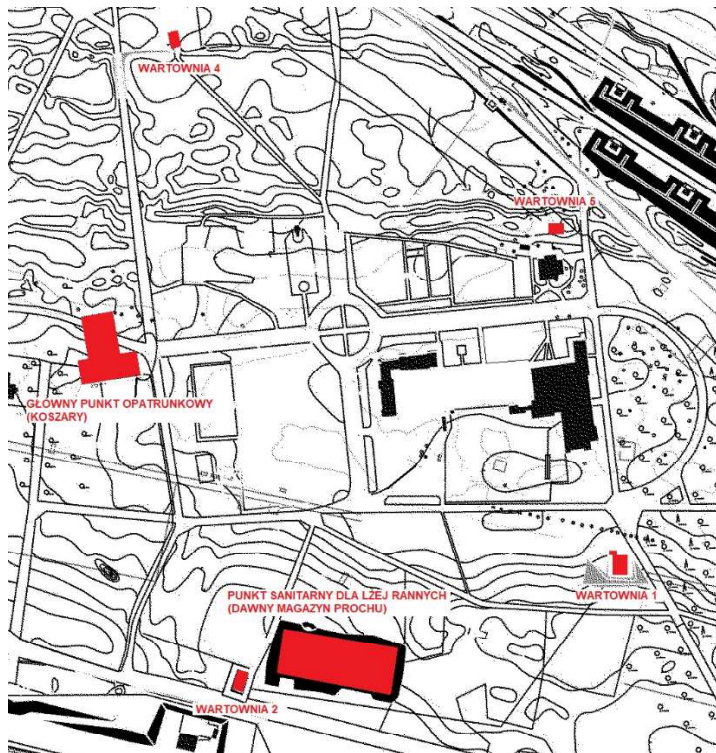 WARTOWNIA 4
WARTOWNIA 5
GŁOWNY PUNKT OPATRUNKOWY
(KOSZARY)
PUNKT SANITARNY DLA LŻEJ RANNYCH
(DAWNY MAGAZYN PROCHU)
WARTOWNIA 1
WARTOWNIA 2